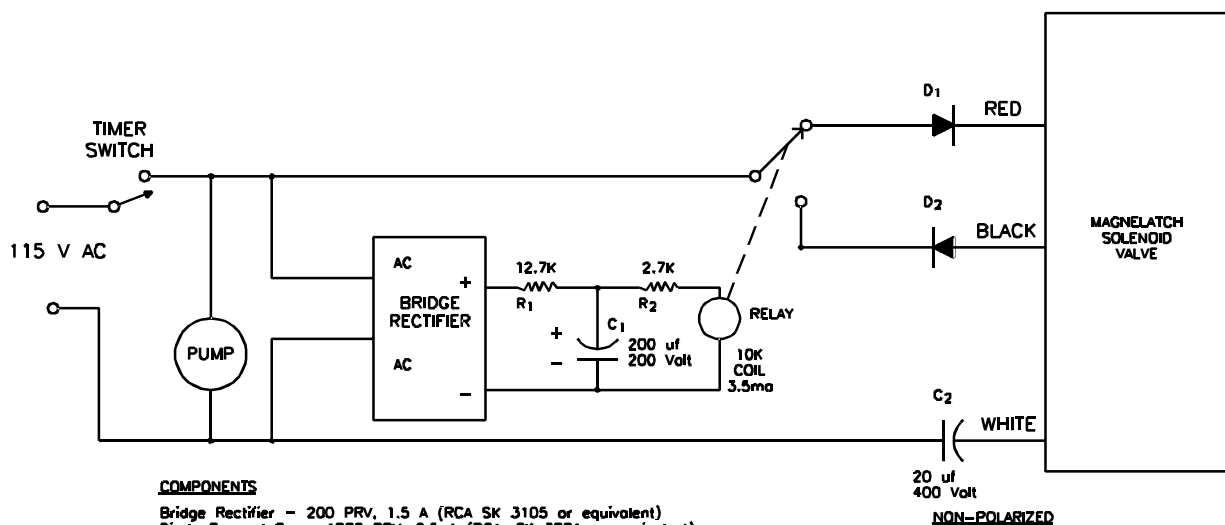 TIMER
SWITCH
115 V AC
PUMP
AC
BRIDGE
RECTIFIER
AC
+
−
12.7K
R1
2.7K
R2
C1
+
−
200 uf
200 Volt
RELAY
10K
COIL
3.5ma
D1
RED
D2
BLACK
MAGNELATCH
SOLENOID
VALVE
C2
WHITE
20 uf
400 Volt
NON-POLARIZED
COMPONENTS
Bridge Rectifier - 200 PRV, 1.5 A (RCA SK 3105 or equivalent)